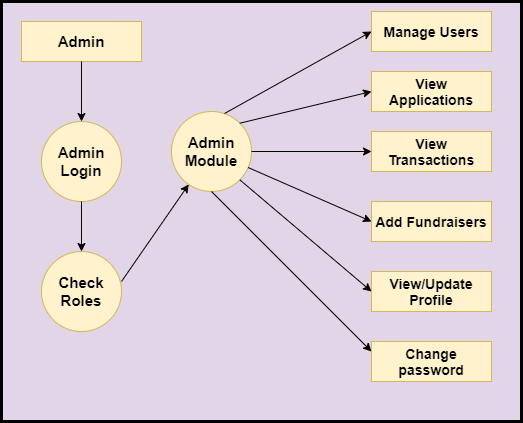 Admin
Admin
Login
Check
Roles
Admin
Module
Manage Users
View
Applications
View
Transactions
Add Fundraisers
View/Update
Profile
Change
password